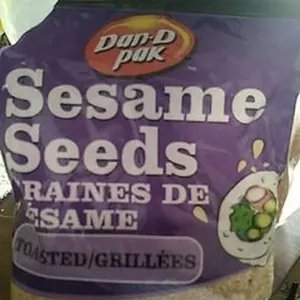 Dan-D
pak
Sesame
Seeds
RAINES DE
ÉSAME
TOASTED/GRILLÉES